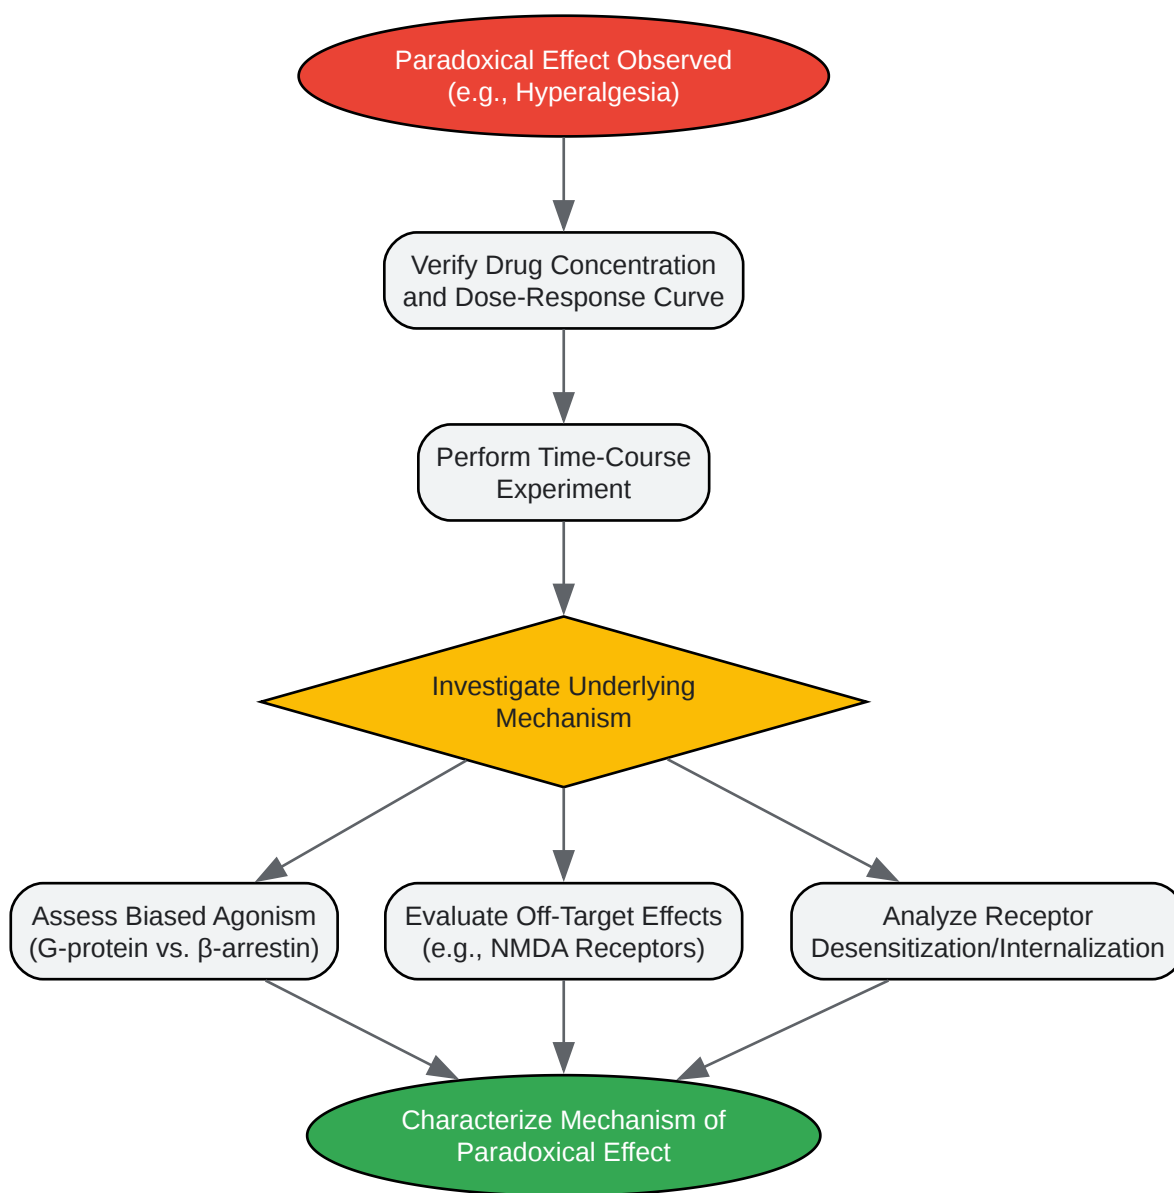 Paradoxical Effect Observed
(e.g., Hyperalgesia)
Verify Drug Concentration
and Dose-Response Curve
Perform Time-Course
Experiment
Investigate Underlying
Mechanism
Assess Biased Agonism
(G-protein vs. β-arrestin)
Evaluate Off-Target Effects
(e.g., NMDA Receptors)
Analyze Receptor
Desensitization/Internalization
Characterize Mechanism of
Paradoxical Effect